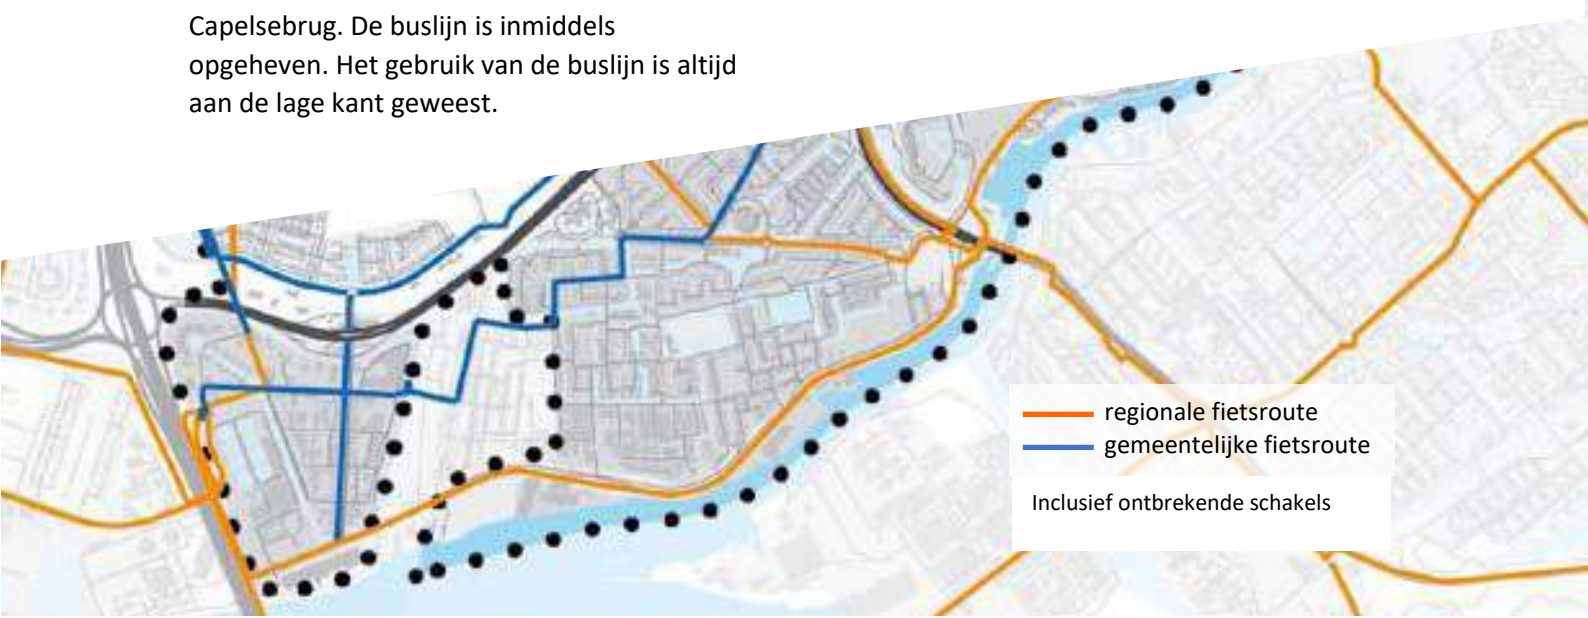 Capelsebrug. De buslijn is inmiddels
opgeheven. Het gebruik van de buslijn is altijd
aan de lage kant geweest.
regionale fietsroute
gemeentelijke fietsroute
Inclusief ontbrekende schakels